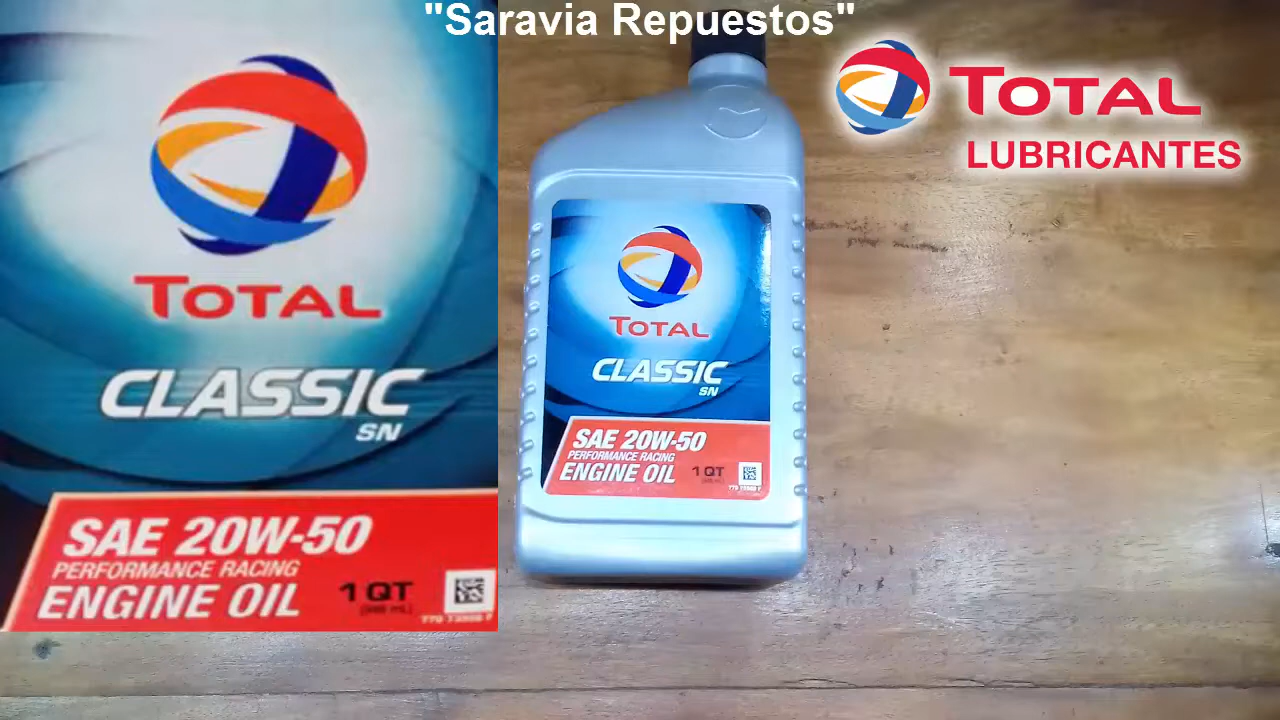 "Saravia Repuestos"
TOTAL
CLASSIC
SN
SAE 20W-50
PERFORMANCE RACING
ENGINE OIL
1 QT
TOTAL
CLASSIC
SN
SAE 20W-50
PERFORMANCE RACING
ENGINE OIL
1 QT
TOTAL
LUBRICANTES